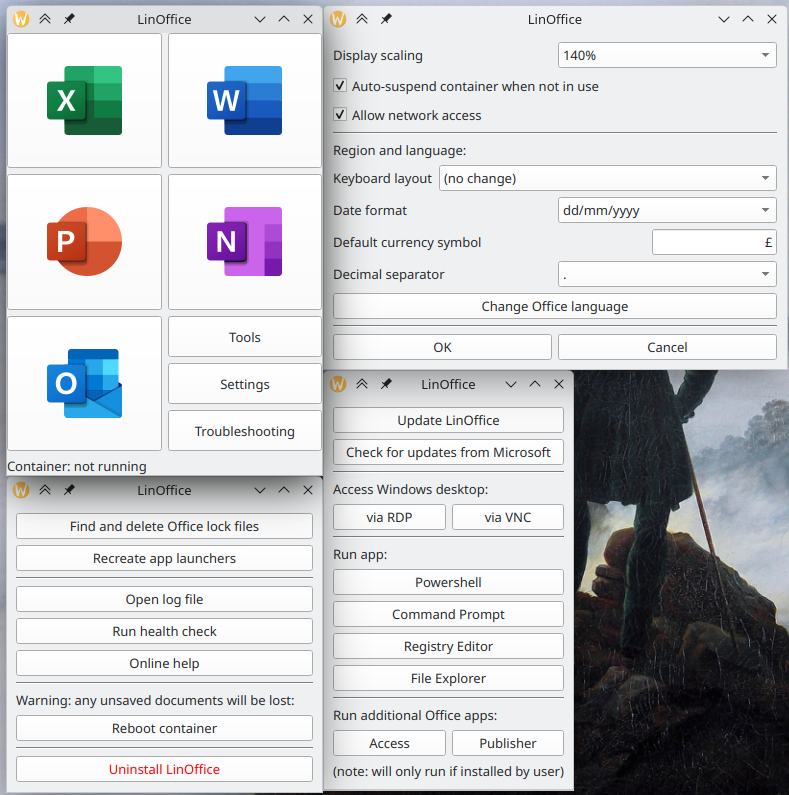 LinOffice
X
W
P
N
O
Tools
Settings
Troubleshooting
Container: not running
LinOffice
Display scaling
140%
Auto-suspend container when not in use
Allow network access
Region and language:
Keyboard layout
(no change)
Date format
dd/mm/yyyy
Default currency symbol
£
Decimal separator
.
Change Office language
OK
Cancel
LinOffice
Find and delete Office lock files
Recreate app launchers
Open log file
Run health check
Online help
Warning: any unsaved documents will be lost:
Reboot container
Uninstall LinOffice
LinOffice
Update LinOffice
Check for updates from Microsoft
Access Windows desktop:
via RDP
via VNC
Run app:
Powershell
Command Prompt
Registry Editor
File Explorer
Run additional Office apps:
Access
Publisher
(note: will only run if installed by user)